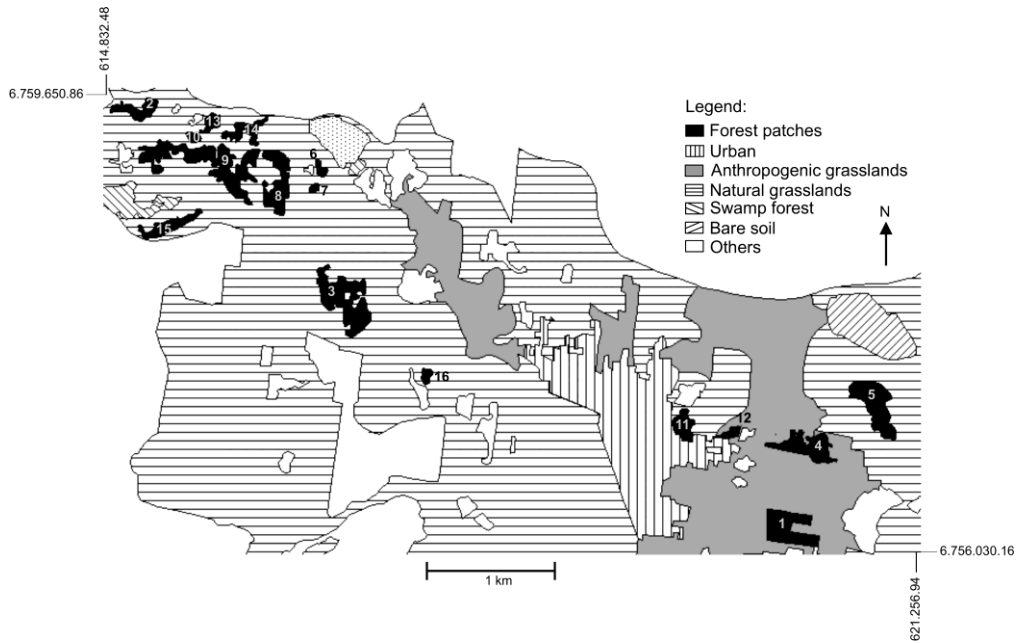 614.832.48
6.759.650.86
Legend:
Forest patches
Urban
Anthropogenic grasslands
Natural grasslands
Swamp forest
Bare soil
Others
N
2
13
14
10
9
6
8
7
15
3
16
5
11
12
4
1
1 km
6.756.030.16
621.256.94